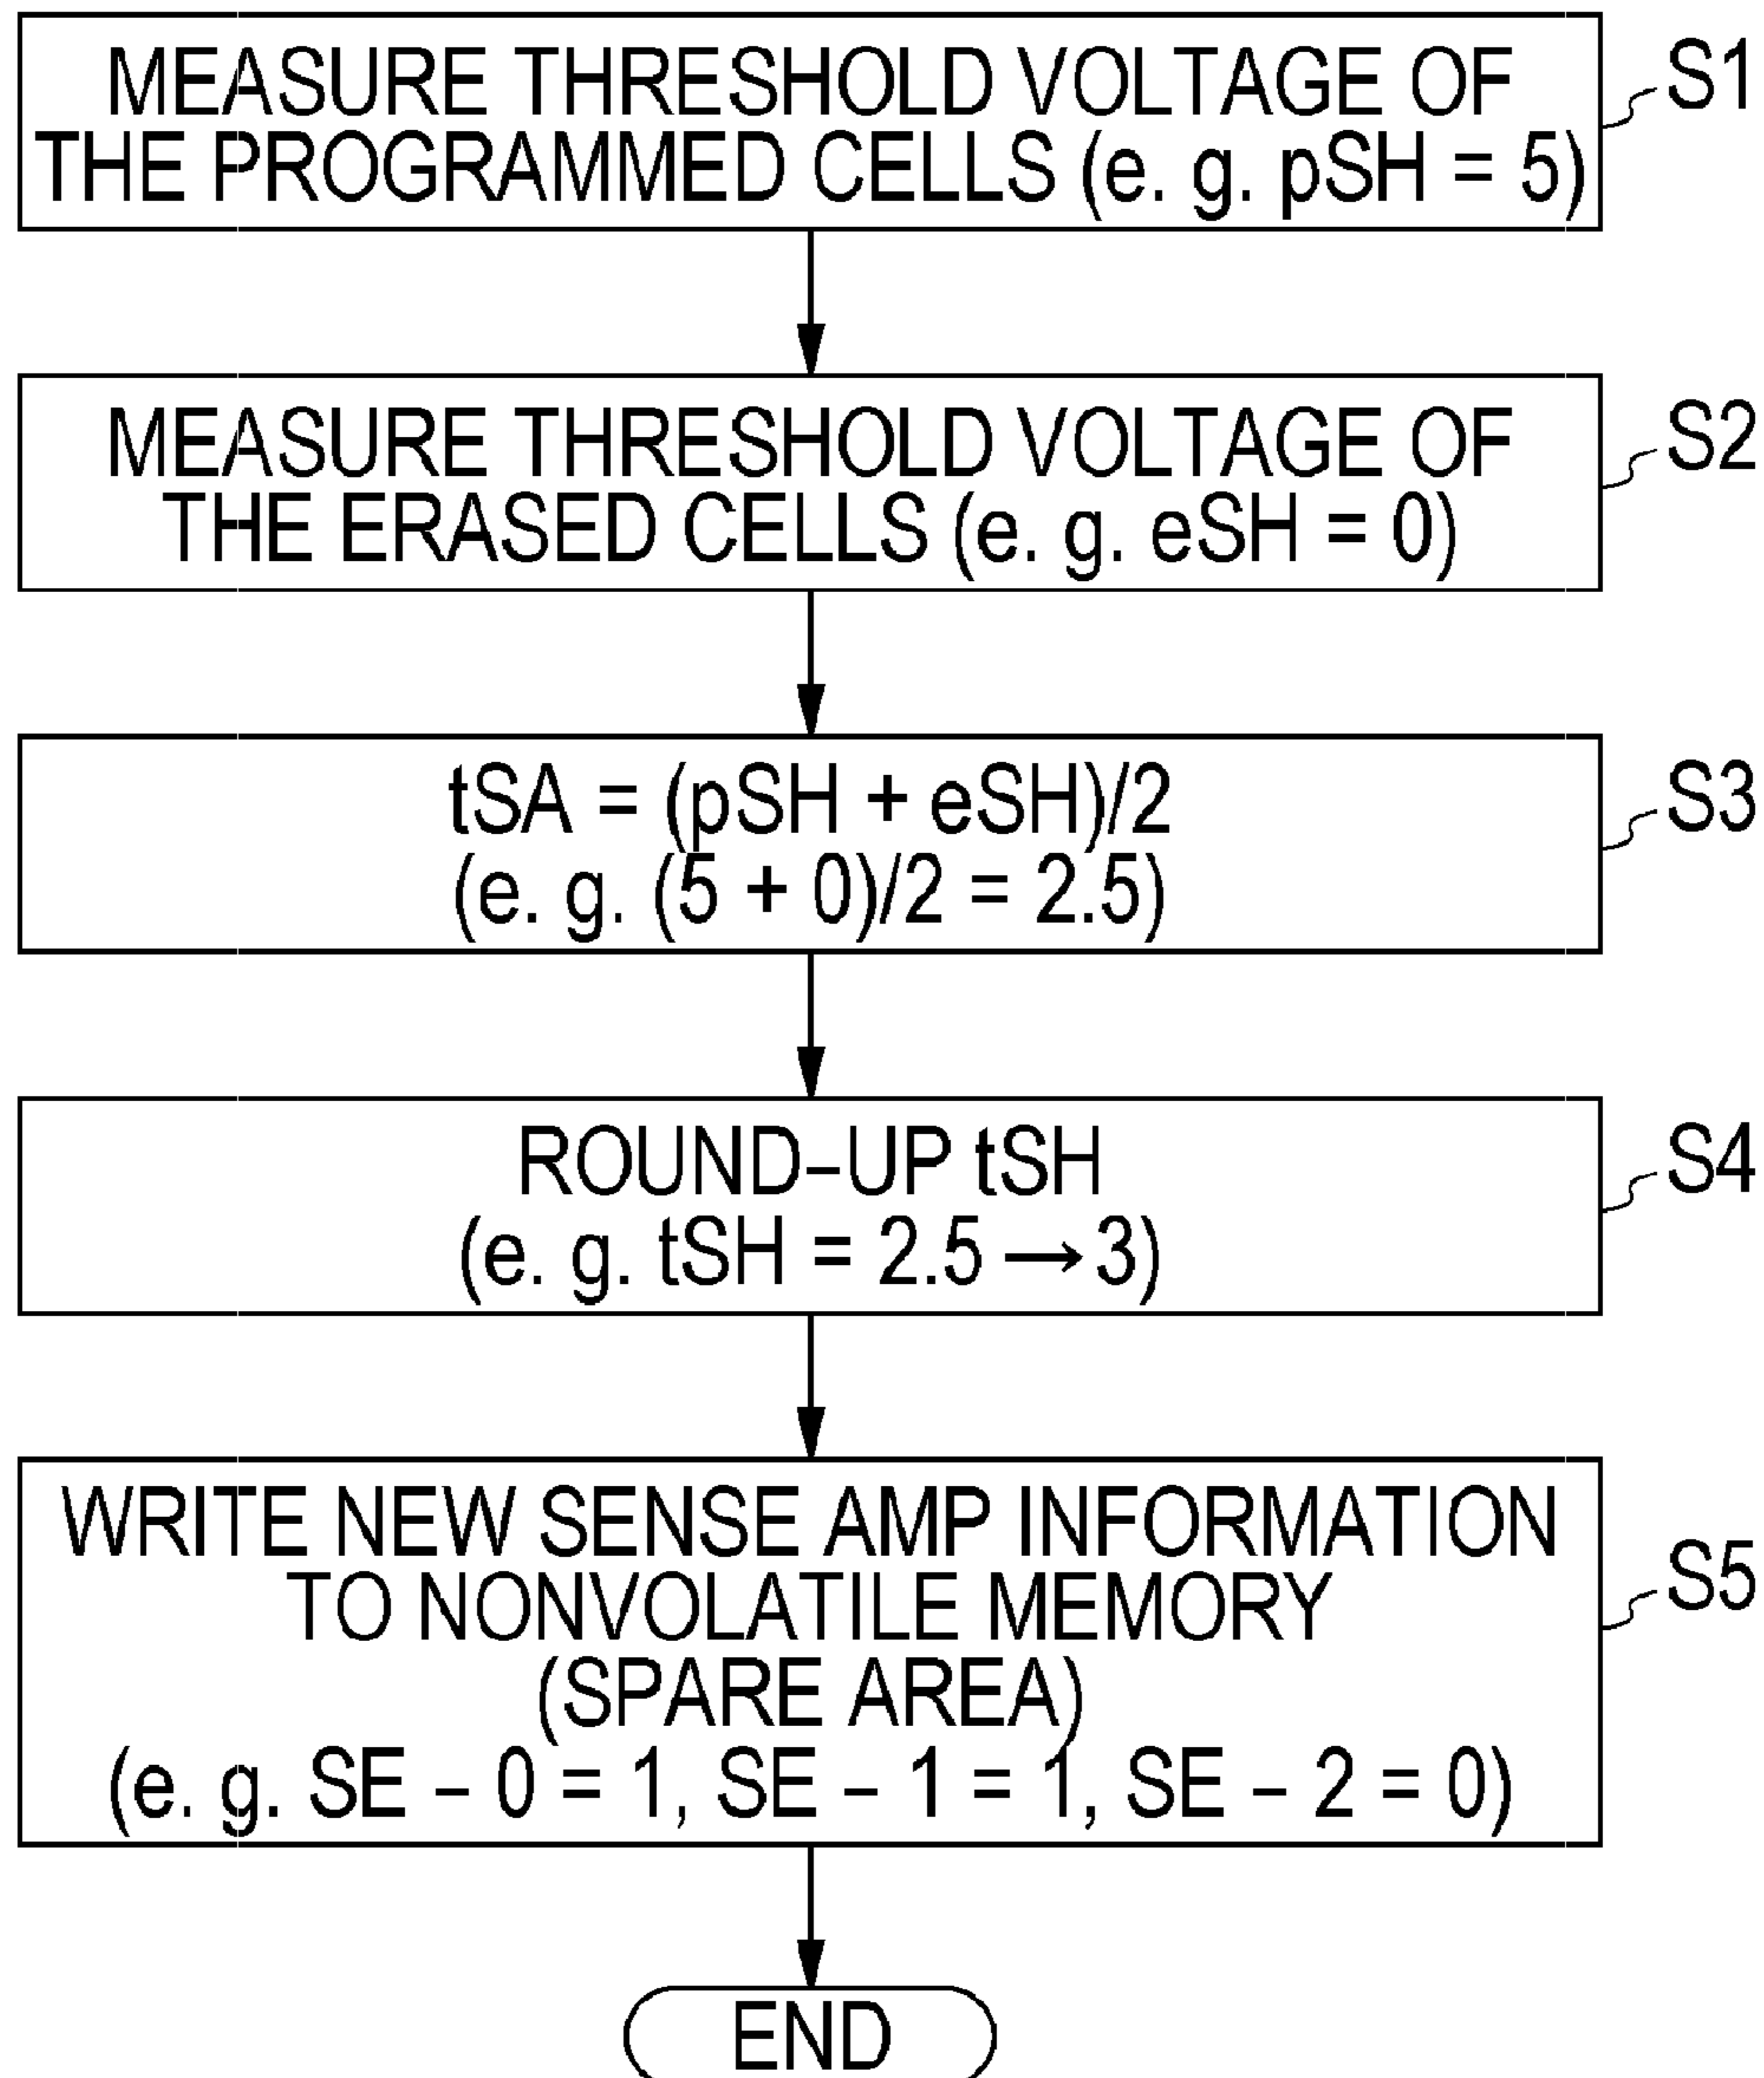 MEASURE THRESHOLD VOLTAGE OF
THE PROGRAMMED CELLS (e. g. pSH = 5)
S1
MEASURE THRESHOLD VOLTAGE OF
THE ERASED CELLS (e. g. eSH = 0)
S2
tSA = (pSH + eSH)/2
(e. g. (5 + 0)/2 = 2.5)
S3
ROUND–UP tSH
(e. g. tSH = 2.5 → 3)
S4
WRITE NEW SENSE AMP INFORMATION
TO NONVOLATILE MEMORY
(SPARE AREA)
(e. g. SE – 0 = 1, SE – 1 = 1, SE – 2 = 0)
S5
END